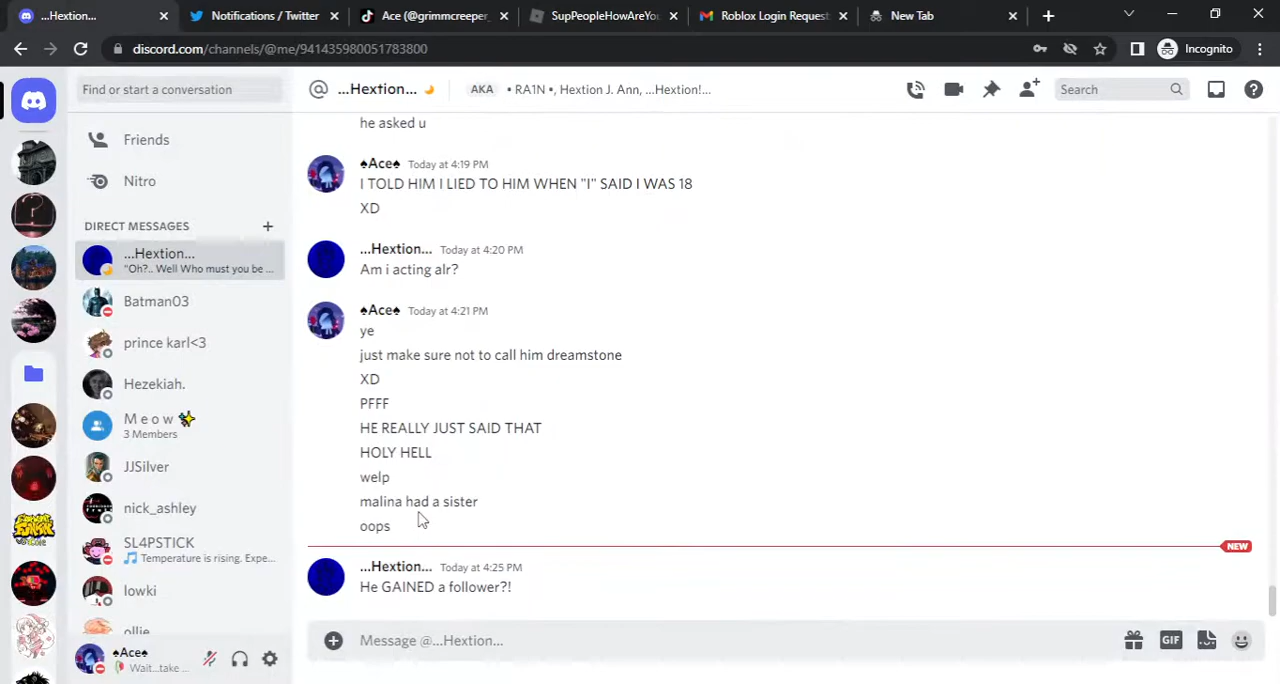 ...Hextion...
Notifications / Twitter
Ace (@grimmcreeper_
SupPeopleHowAreYou
Roblox Login Request
New Tab
discord.com/channels/@me/941435980051783800
Incognito
Find or start a conversation
...Hextion...
AKA
• RA1N •, Hextion J. Ann, ...Hextion!...
Search
Friends
Nitro
DIRECT MESSAGES
...Hextion...
"Oh?.. Well Who must you be ...
Batman03
prince karl<3
Hezekiah.
M e o w ✨
3 Members
JJSilver
nick_ashley
SL4PSTICK
Temperature is rising. Expe...
lowki
ollie
♠Ace♠
Wait...take ...
he asked u
♠Ace♠ Today at 4:19 PM
I TOLD HIM I LIED TO HIM WHEN "I" SAID I WAS 18
XD
...Hextion... Today at 4:20 PM
Am i acting alr?
♠Ace♠ Today at 4:21 PM
ye
just make sure not to call him dreamstone
XD
PFFF
HE REALLY JUST SAID THAT
HOLY HELL
welp
malina had a sister
oops
NEW
...Hextion... Today at 4:25 PM
He GAINED a follower?!
Message @...Hextion...
GIF